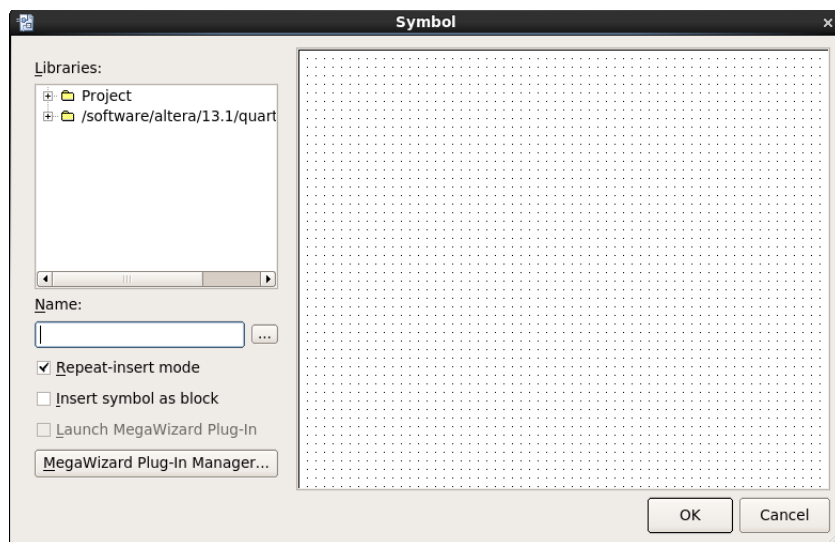 Symbol
Libraries:
Project
/software/altera/13.1/quart
Name:
...
Repeat-insert mode
Insert symbol as block
Launch MegaWizard Plug-In
MegaWizard Plug-In Manager...
OK
Cancel